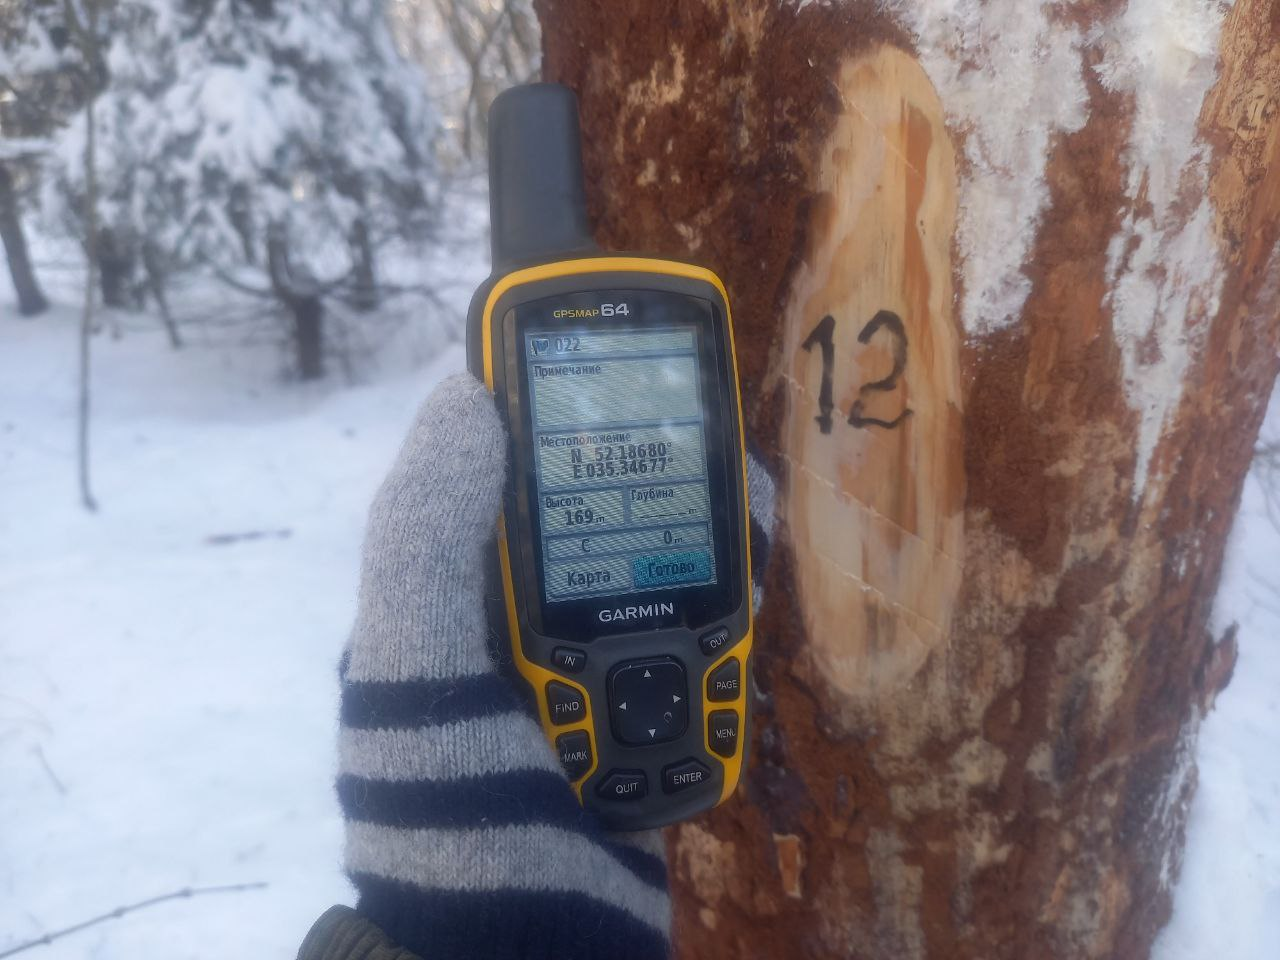 GPSMAP 64
022
Примечание
Местоположение
N 52.18680°
E 035.34677°
Высота
Глубина
169 m
_____ m
С
0 m
Карта
Готово
GARMIN
IN
OUT
FIND
PAGE
MARK
MENU
QUIT
ENTER
12